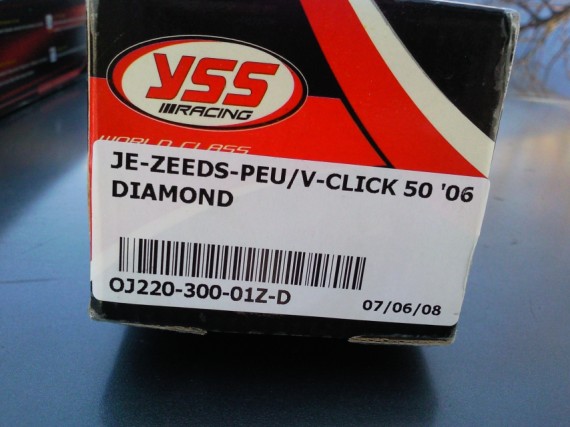 YSS
RACING
WORLD CLASS
JE-ZEEDS-PEU/V-CLICK 50 '06
DIAMOND
OJ220-300-01Z-D
07/06/08